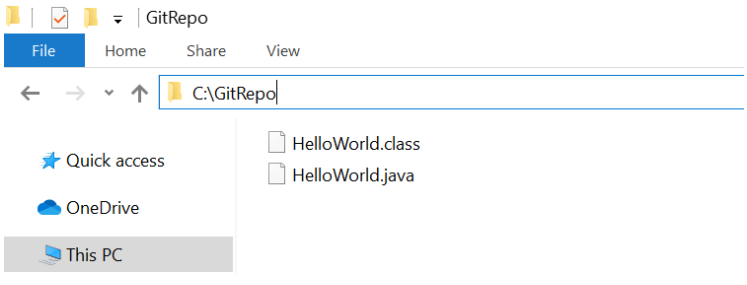 GitRepo
File Home Share View
C:\GitRepo
HelloWorld.class
Quick access
HelloWorld.java
OneDrive
This PC